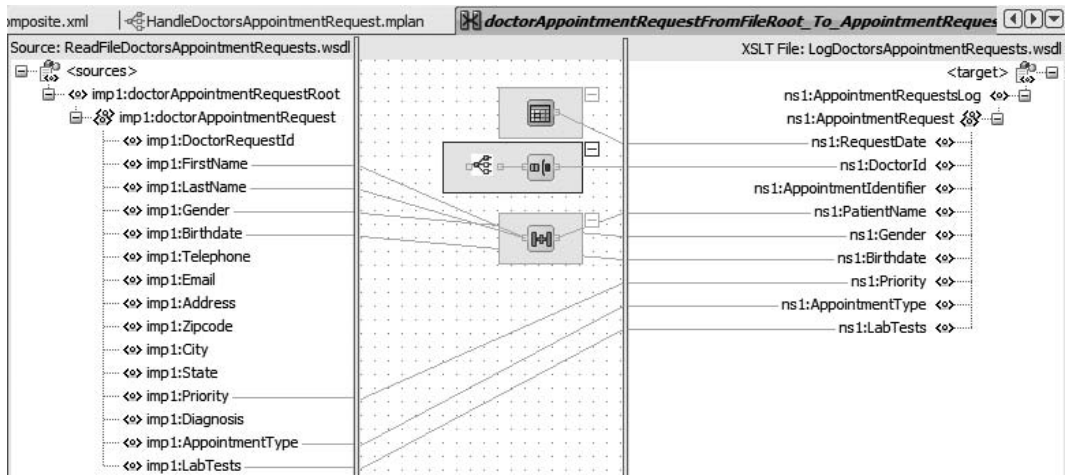 omposite.xml
HandleDoctorsAppointmentRequest.mplan
doctorAppointmentRequestFromFileRoot_To_AppointmentReques
Source: ReadFileDoctorsAppointmentRequests.wsdl
XSLT File: LogDoctorsAppointmentRequests.wsdl
<sources>
imp1:doctorAppointmentRequestRoot
imp1:doctorAppointmentRequest
imp1:DoctorRequestId
imp1:FirstName
imp1:LastName
imp1:Gender
imp1:Birthdate
imp1:Telephone
imp1:Email
imp1:Address
imp1:Zipcode
imp1:City
imp1:State
imp1:Priority
imp1:Diagnosis
imp1:AppointmentType
imp1:LabTests
<target>
ns1:AppointmentRequestsLog
ns1:AppointmentRequest
ns1:RequestDate
ns1:DoctorId
ns1:AppointmentIdentifier
ns1:PatientName
ns1:Gender
ns1:Birthdate
ns1:Priority
ns1:AppointmentType
ns1:LabTests